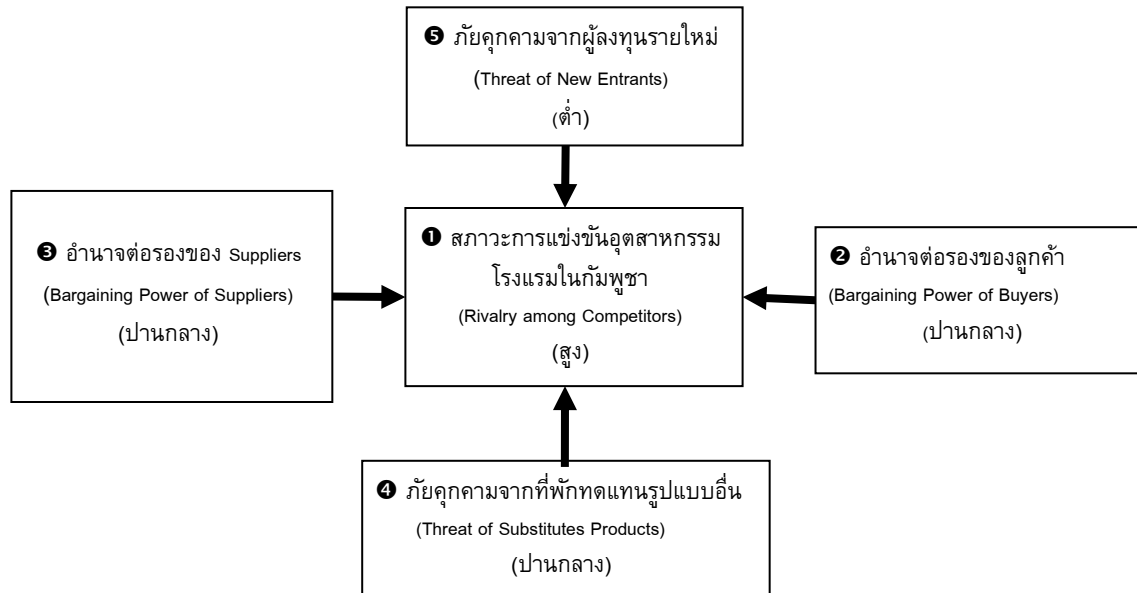 ❺ ภัยคุกคามจากผู้ลงทุนรายใหม่
(Threat of New Entrants)
(ต่ำ)
❸ อำนาจต่อรองของ Suppliers
(Bargaining Power of Suppliers)
(ปานกลาง)
❶ สภาวะการแข่งขันอุตสาหกรรม
โรงแรมในกัมพูชา
(Rivalry among Competitors)
(สูง)
❷ อำนาจต่อรองของลูกค้า
(Bargaining Power of Buyers)
(ปานกลาง)
❹ ภัยคุกคามจากที่พักทดแทนรูปแบบอื่น
(Threat of Substitutes Products)
(ปานกลาง)